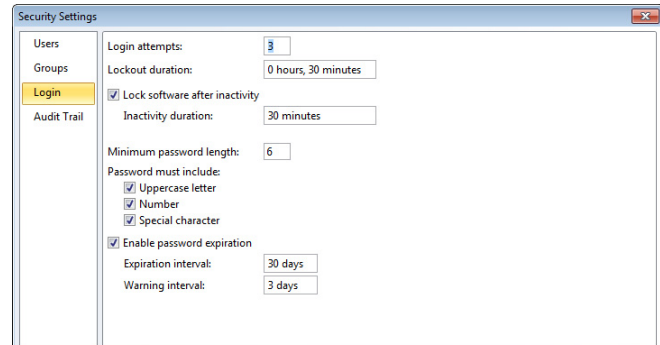 Security Settings
Users
Groups
Login
Audit Trail
Login attempts: 3
Lockout duration: 0 hours, 30 minutes
Lock software after inactivity
Inactivity duration: 30 minutes
Minimum password length: 6
Password must include:
Uppercase letter
Number
Special character
Enable password expiration
Expiration interval: 30 days
Warning interval: 3 days